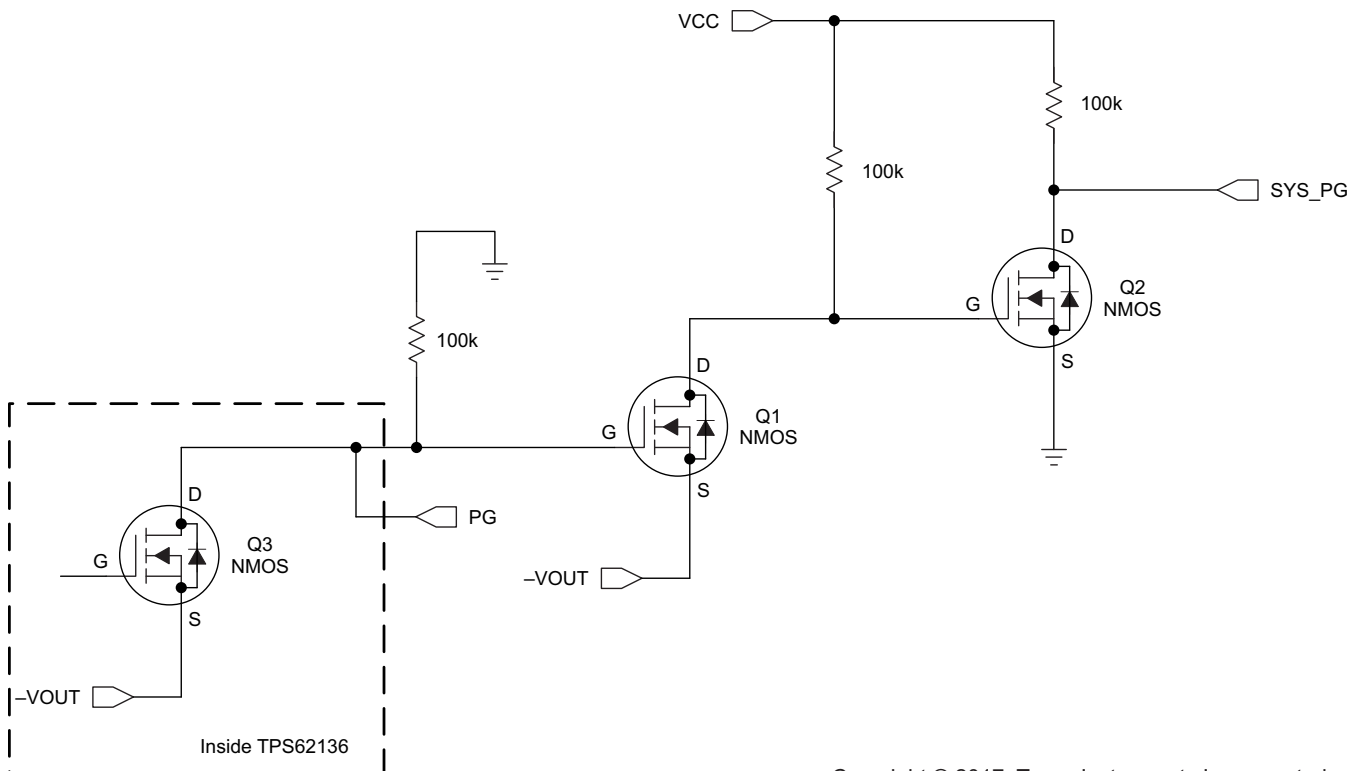 VCC
100k
100k
SYS_PG
D
Q2
NMOS
G
S
100k
D
Q1
NMOS
G
S
D
Q3
NMOS
G
S
PG
–VOUT
–VOUT
Inside TPS62136